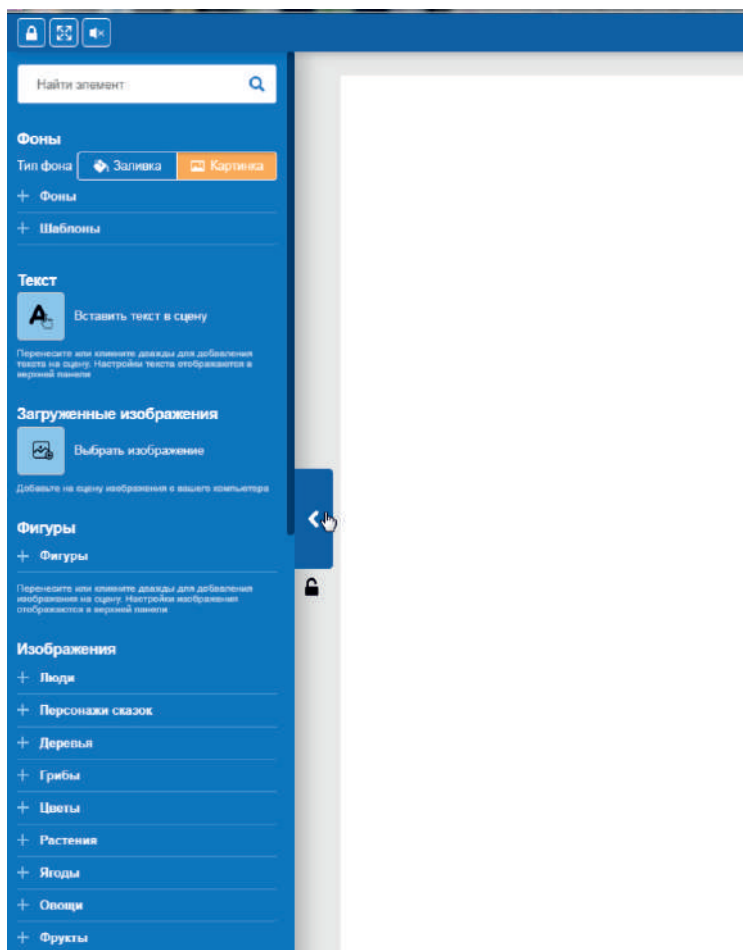 Найти элемент
Фоны
Тип фона Заливка Картинка
+ Фоны
+ Шаблоны
Текст
Вставить текст в сцену
Перенесите или кликните дважды для добавления
текста на сцену. Настройки текста отображаются в
верхней панели
Загруженные изображения
Выбрать изображение
Добавьте на сцену изображения с вашего компьютера
Фигуры
+ Фигуры
Перенесите или кликните дважды для добавления
изображения на сцену. Настройки изображения
отображаются в верхней панели
Изображения
+ Люди
+ Персонажи сказок
+ Деревья
+ Грибы
+ Цветы
+ Растения
+ Ягоды
+ Овощи
+ Фрукты